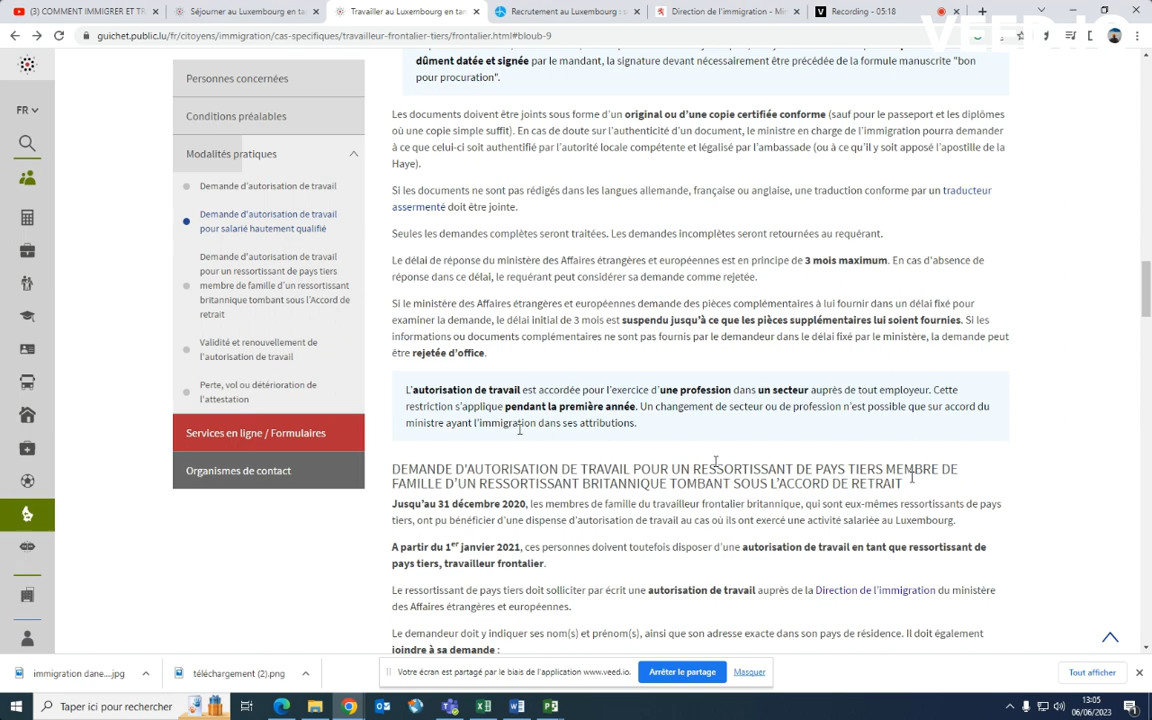 (3) COMMENT IMMIGRER ET TR
Séjourner au Luxembourg en ta
Travailler au Luxembourg en tan
Recrutement au Luxembourg : s
Direction de l'immigration - Mini
Recording - 05:18
guichet.public.lu/fr/citoyens/immigration/cas-specifiques/travailleur-frontalier-tiers/frontalier.html#bloub-9
VEED.IO
FR
Personnes concernées
Conditions préalables
Modalités pratiques
Demande d'autorisation de travail
Demande d'autorisation de travail
pour salarié hautement qualifié
Demande d'autorisation de travail
pour un ressortissant de pays tiers
membre de famille d'un ressortissant
britannique tombant sous l'Accord de
retrait
Validité et renouvellement de
l'autorisation de travail
Perte, vol ou détérioration de
l'attestation
Services en ligne / Formulaires
Organismes de contact
dûment datée et signée par le mandant, la signature devant nécessairement être précédée de la formule manuscrite "bon
pour procuration".
Les documents doivent être joints sous forme d'un original ou d'une copie certifiée conforme (sauf pour le passeport et les diplômes
où une copie simple suffit). En cas de doute sur l'authenticité d'un document, le ministre en charge de l'immigration pourra demander
à ce que celui-ci soit authentifié par l'autorité locale compétente et légalisé par l'ambassade (ou à ce qu'il y soit apposé l'apostille de la
Haye).
Si les documents ne sont pas rédigés dans les langues allemande, française ou anglaise, une traduction conforme par un traducteur
assermenté doit être jointe.
Seules les demandes complètes seront traitées. Les demandes incomplètes seront retournées au requérant.
Le délai de réponse du ministère des Affaires étrangères et européennes est en principe de 3 mois maximum. En cas d'absence de
réponse dans ce délai, le requérant peut considérer sa demande comme rejetée.
Si le ministère des Affaires étrangères et européennes demande des pièces complémentaires à lui fournir dans un délai fixé pour
examiner la demande, le délai initial de 3 mois est suspendu jusqu'à ce que les pièces supplémentaires lui soient fournies. Si les
informations ou documents complémentaires ne sont pas fournis par le demandeur dans le délai fixé par le ministère, la demande peut
être rejetée d'office.
L'autorisation de travail est accordée pour l'exercice d'une profession dans un secteur auprès de tout employeur. Cette
restriction s'applique pendant la première année. Un changement de secteur ou de profession n'est possible que sur accord du
ministre ayant l'immigration dans ses attributions.
DEMANDE D'AUTORISATION DE TRAVAIL POUR UN RESSORTISSANT DE PAYS TIERS MEMBRE DE
FAMILLE D'UN RESSORTISSANT BRITANNIQUE TOMBANT SOUS L'ACCORD DE RETRAIT
Jusqu'au 31 décembre 2020, les membres de famille du travailleur frontalier britannique, qui sont eux-mêmes ressortissants de pays
tiers, ont pu bénéficier d'une dispense d'autorisation de travail au cas où ils ont exercé une activité salariée au Luxembourg.
A partir du 1er janvier 2021, ces personnes doivent toutefois disposer d'une autorisation de travail en tant que ressortissant de
pays tiers, travailleur frontalier.
Le ressortissant de pays tiers doit solliciter par écrit une autorisation de travail auprès de la Direction de l'immigration du ministère
des Affaires étrangères et européennes.
Le demandeur doit y indiquer ses nom(s) et prénom(s), ainsi que son adresse exacte dans son pays de résidence. Il doit également
joindre à sa demande :
immigration dane....jpg
téléchargement (2).png
Votre écran est partagé par le biais de l'application www.veed.io.
Arrêter le partage
Masquer
Tout afficher
Taper ici pour rechercher
13:05
06/06/2023
1